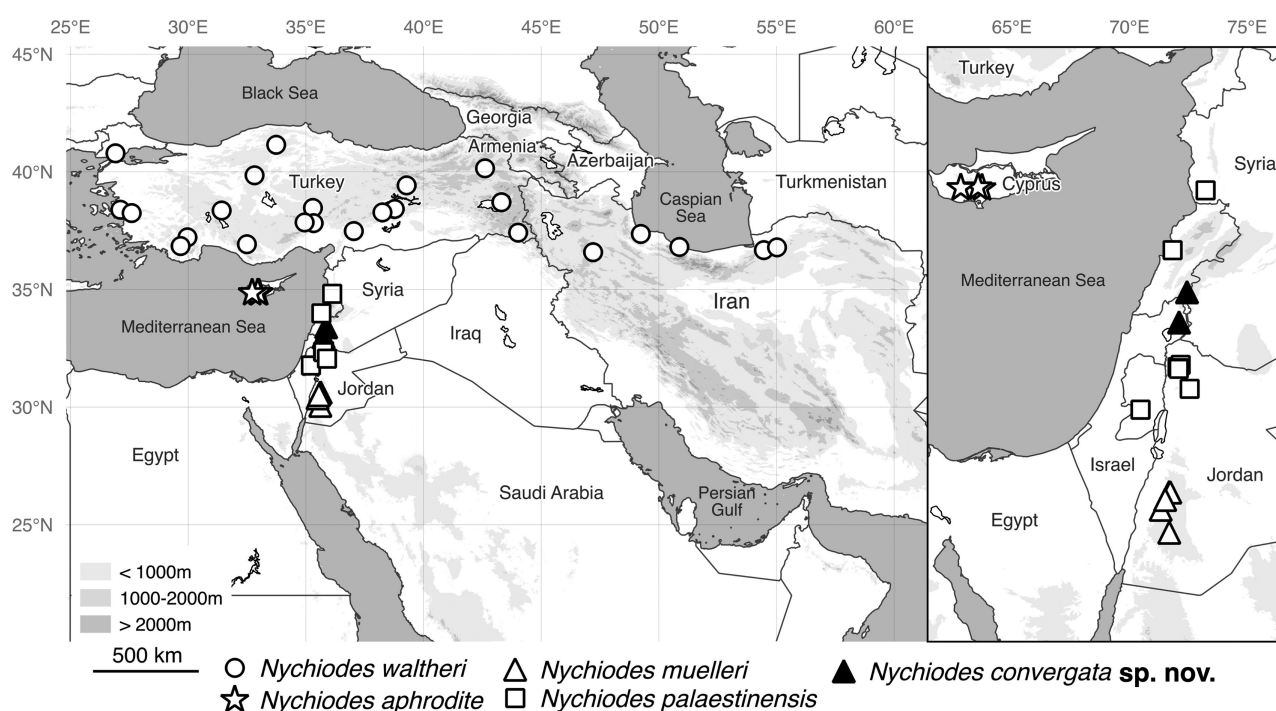 25°E 30°E 35°E 40°E 45°E 50°E 55°E 60°E 65°E 70°E 75°E
45°N
Turkey
Black Sea
Georgia
Armenia
Azerbaijan
40°N
Turkey
Turkmenistan
Syria
Cyprus
Caspian
Sea
Mediterranean Sea
35°N
Syria
Iran
Mediterranean Sea
Iraq
Jordan
30°N
Egypt
Israel
Jordan
Saudi Arabia
Persian
Gulf
Egypt
25°N
< 1000m
1000-2000m
> 2000m
500 km
Nychiodes waltheri
Nychiodes muelleri
Nychiodes convergata sp. nov.
Nychiodes aphrodite
Nychiodes palaestinensis